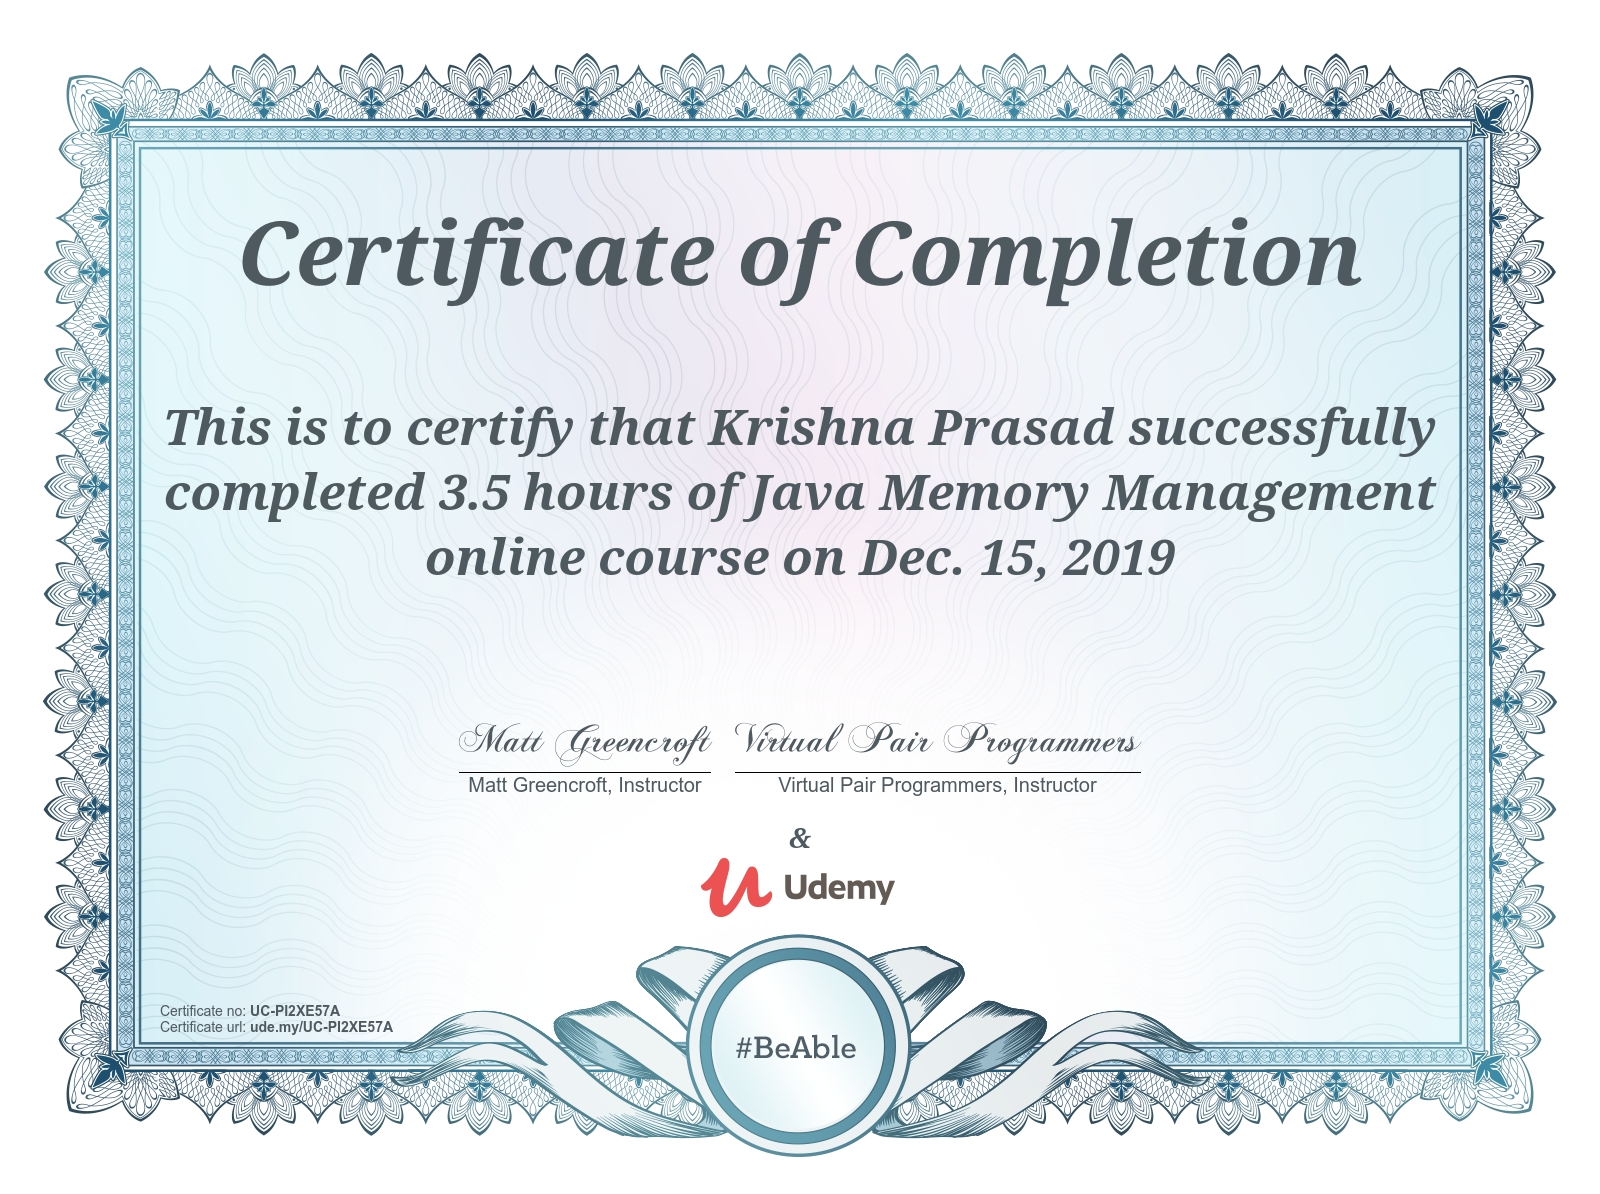 Certificate of Completion
This is to certify that Krishna Prasad successfully
completed 3.5 hours of Java Memory Management
online course on Dec. 15, 2019
Matt Greencroft Virtual Pair Programmers
Matt Greencroft, Instructor Virtual Pair Programmers, Instructor
&
Udemy
Certificate no: UC-PI2XE57A
Certificate url: ude.my/UC-PI2XE57A
#BeAble